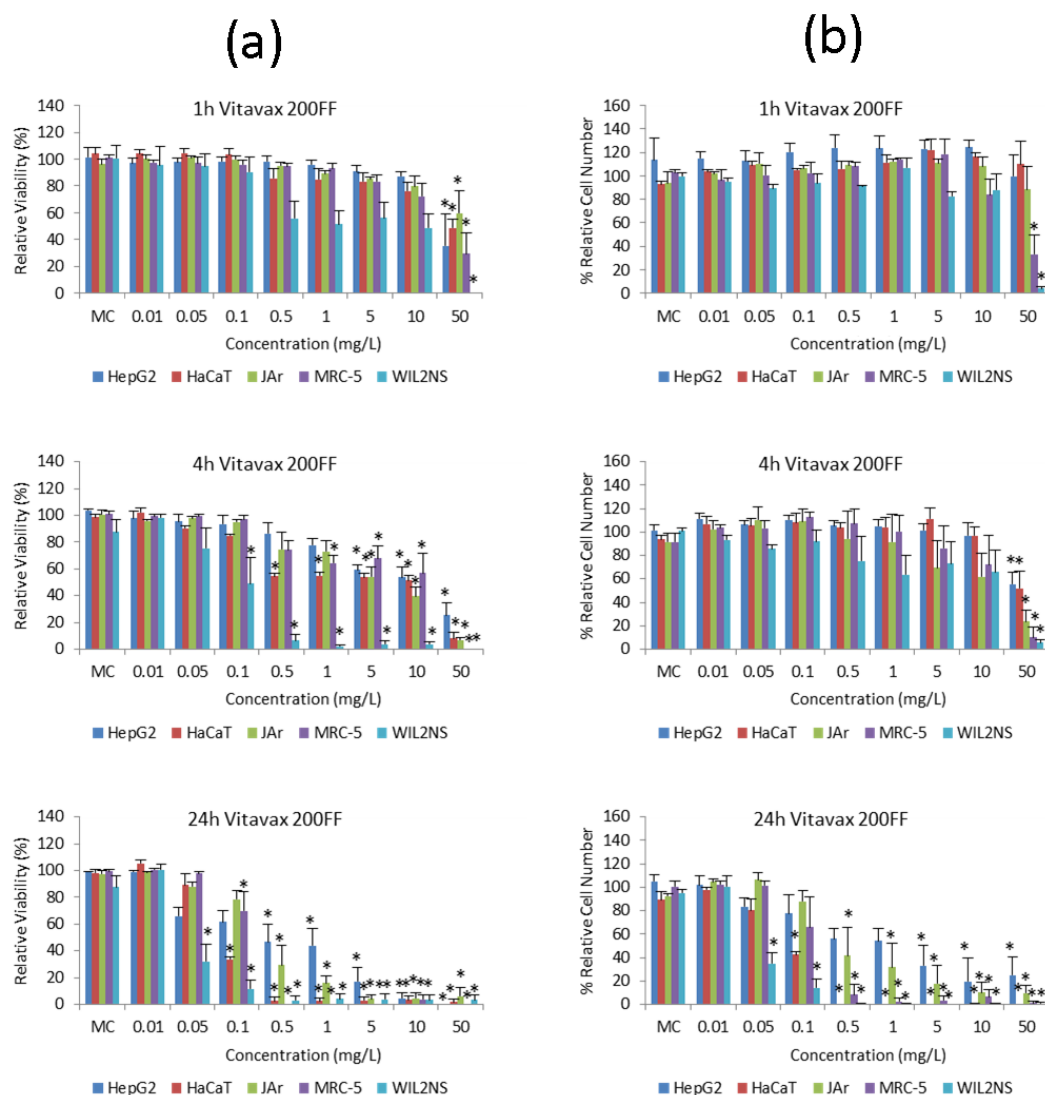 (a)
1h Vitavax 200FF
Relative Viability (%)
140
120
100
80
60
40
20
0
* * * * *
MC 0.01 0.05 0.1 0.5 1 5 10 50
Concentration (mg/L)
HepG2 HaCaT JAr MRC-5 WIL2NS
4h Vitavax 200FF
Relative Viability (%)
140
120
100
80
60
40
20
0
* * * * * * * * * * * * * * * * * * * *
MC 0.01 0.05 0.1 0.5 1 5 10 50
Concentration (mg/L)
HepG2 HaCaT JAr MRC-5 WIL2NS
24h Vitavax 200FF
Relative Viability (%)
140
120
100
80
60
40
20
0
MC 0.01 0.05 0.1 0.5 1 5 10 50
Concentration (mg/L)
HepG2 HaCaT JAr MRC-5 WIL2NS
(b)
1h Vitavax 200FF
% Relative Cell Number
160
140
120
100
80
60
40
20
0
* *
MC 0.01 0.05 0.1 0.5 1 5 10 50
Concentration (mg/L)
HepG2 HaCaT JAr MRC-5 WIL2NS
4h Vitavax 200FF
% Relative Cell Number
160
140
120
100
80
60
40
20
0
* * * * *
MC 0.01 0.05 0.1 0.5 1 5 10 50
Concentration (mg/L)
HepG2 HaCaT JAr MRC-5 WIL2NS
24h Vitavax 200FF
% Relative Cell Number
160
140
120
100
80
60
40
20
0
MC 0.01 0.05 0.1 0.5 1 5 10 50
Concentration (mg/L)
HepG2 HaCaT JAr MRC-5 WIL2NS